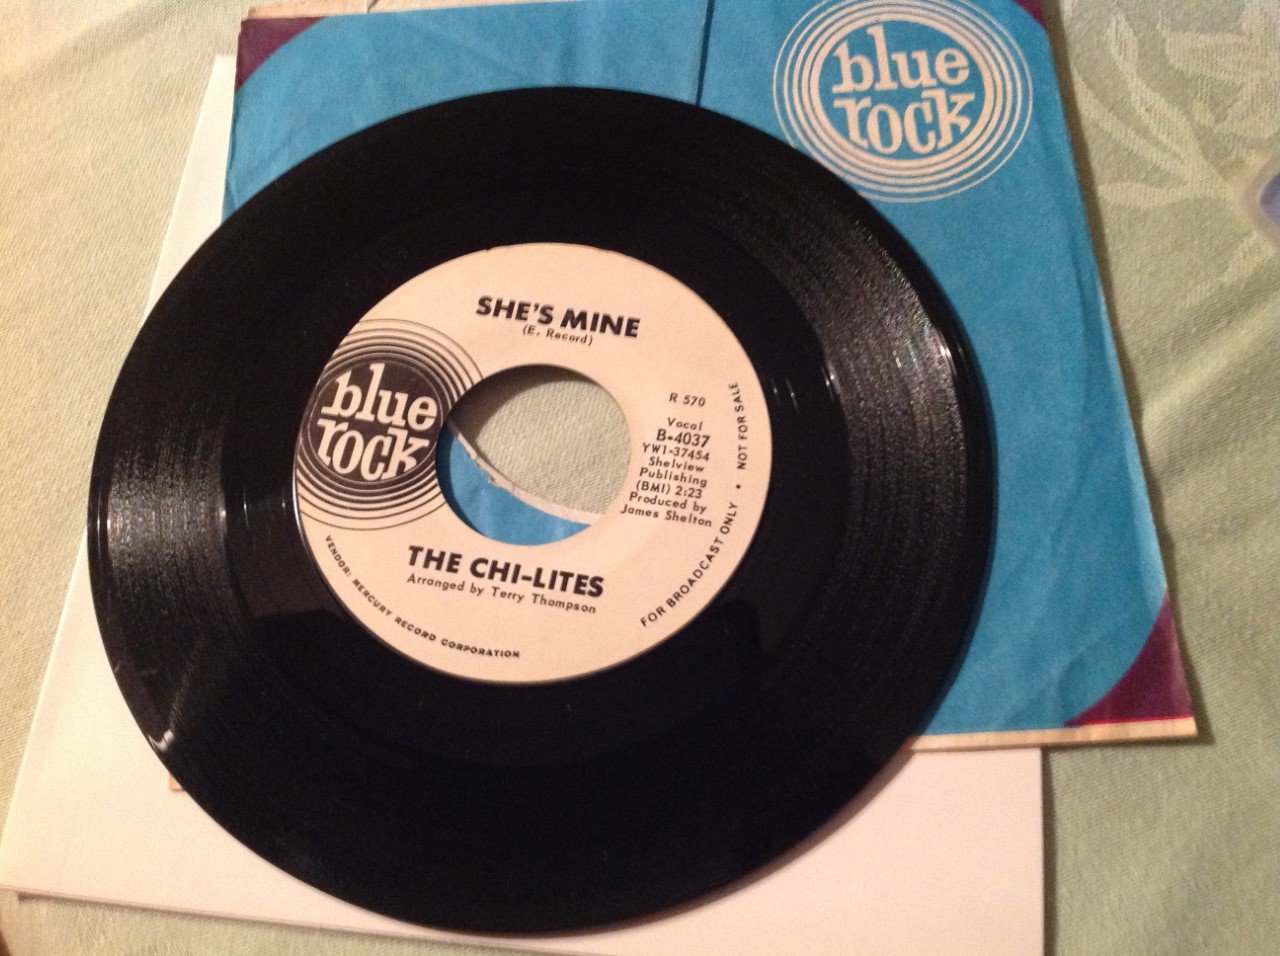 blue
rock
SHE'S MINE
(E. Record)
blue
rock
R 570
Vocal
B-4037
YW1-37454
Shelview
Publishing
(BMI) 2:23
Produced by
James Shelton
THE CHI-LITES
Arranged by Terry Thompson
VENDOR: MERCURY RECORD CORPORATION
FOR BROADCAST ONLY • NOT FOR SALE